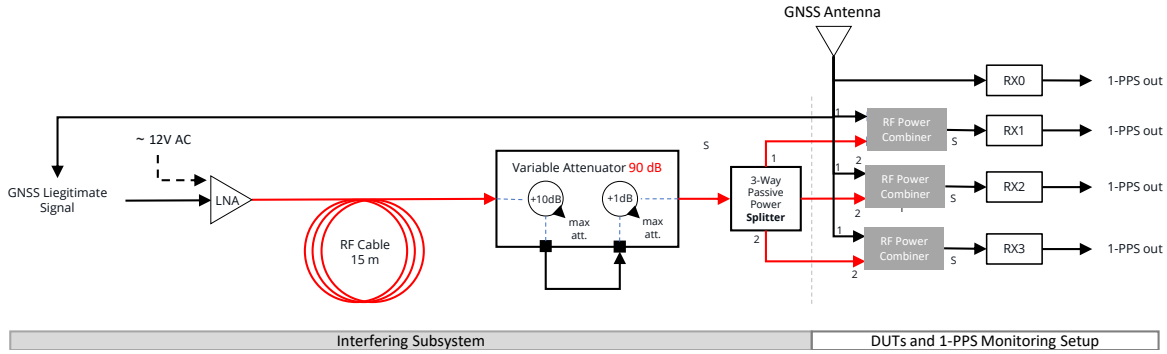 GNSS Antenna
RX0
1-PPS out
1
RF Power
Combiner
S
RX1
1-PPS out
2
~ 12V AC
GNSS Liegitimate
Signal
LNA
RF Cable
15 m
Variable Attenuator 90 dB
+10dB
max
att.
+1dB
max
att.
S
1
3-Way
Passive
Power
Splitter
2
1
RF Power
Combiner
S
RX2
1-PPS out
2
1
RF Power
Combiner
S
RX3
1-PPS out
2
Interfering Subsystem
DUTs and 1-PPS Monitoring Setup